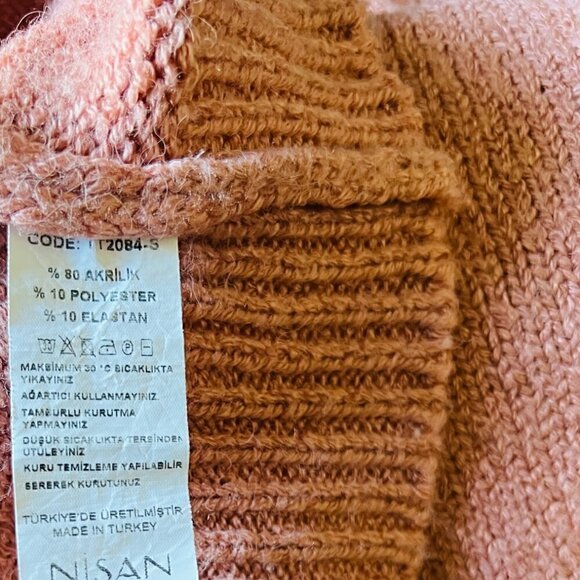 CODE: TT2084-S
% 80 AKRİLİK
% 10 POLYESTER
% 10 ELASTAN
MAKSİMUM 30 °C SICAKLIKTA
YIKAYINIZ
AĞARTICI KULLANMAYINIZ
TAMBURLU KURUTMA
YAPMAYINIZ
DÜŞÜK SICAKLIKTA TERSİNDEN
ÜTÜLEYİNİZ
KURU TEMİZLEME YAPILABİLİR
SEREREK KURUTUNUZ
TÜRKİYE'DE ÜRETİLMİŞTİR
MADE IN TURKEY
NİSAN